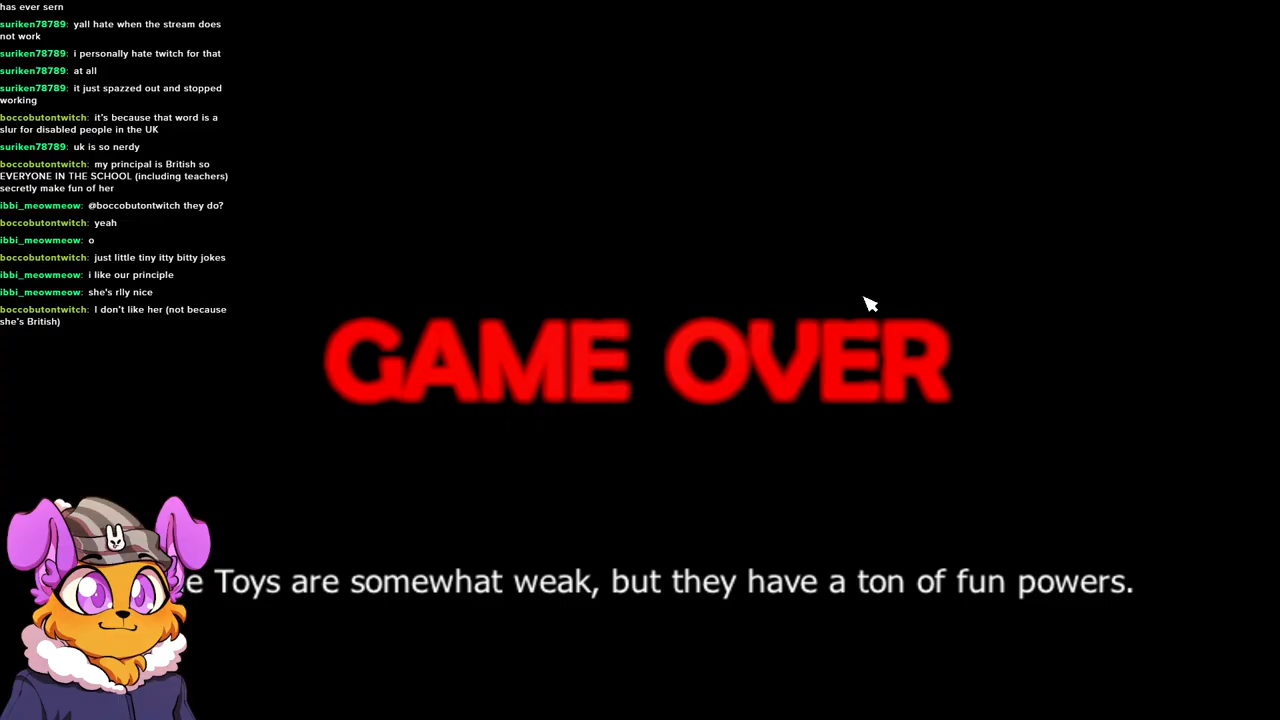 has ever sern
suriken78789: yall hate when the stream does
not work
suriken78789: i personally hate twitch for that
suriken78789: at all
suriken78789: it just spazzed out and stopped
working
boccobutontwitch: it's because that word is a
slur for disabled people in the UK
suriken78789: uk is so nerdy
boccobutontwitch: my principal is British so
EVERYONE IN THE SCHOOL (including teachers)
secretly make fun of her
ibbi_meowmeow: @boccobutontwitch they do?
boccobutontwitch: yeah
ibbi_meowmeow: o
boccobutontwitch: just little tiny itty bitty jokes
ibbi_meowmeow: i like our principle
ibbi_meowmeow: she's rlly nice
boccobutontwitch: I don't like her (not because
she's British)
GAME OVER
Toys are somewhat weak, but they have a ton of fun powers.